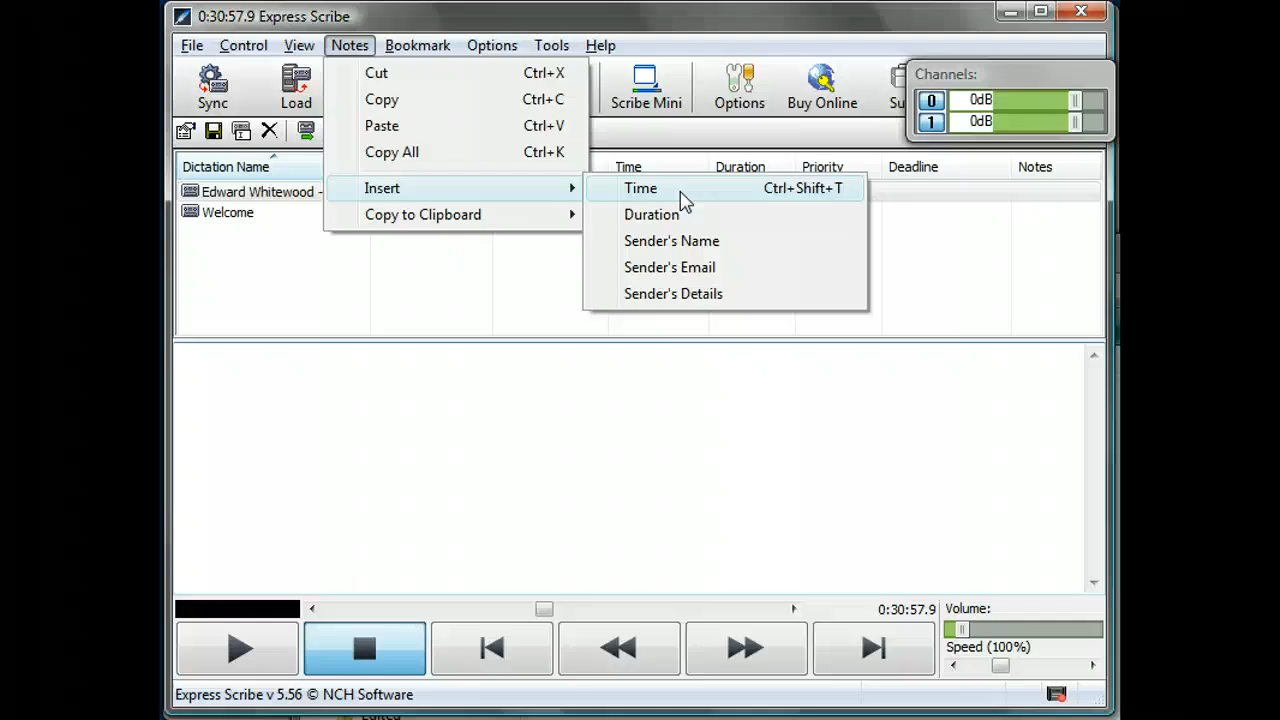 0:30:57.9 Express Scribe
File Control View Notes Bookmark Options Tools Help
Sync Load Scribe Mini Options Buy Online Su
Channels:
0 0dB
1 0dB
Cut Ctrl+X
Copy Ctrl+C
Paste Ctrl+V
Copy All Ctrl+K
Insert
Copy to Clipboard
Time Ctrl+Shift+T
Duration
Sender's Name
Sender's Email
Sender's Details
Dictation Name Time Duration Priority Deadline Notes
Edward Whitewood -
Welcome
0:30:57.9 Volume:
Speed (100%)
Express Scribe v 5.56 © NCH Software